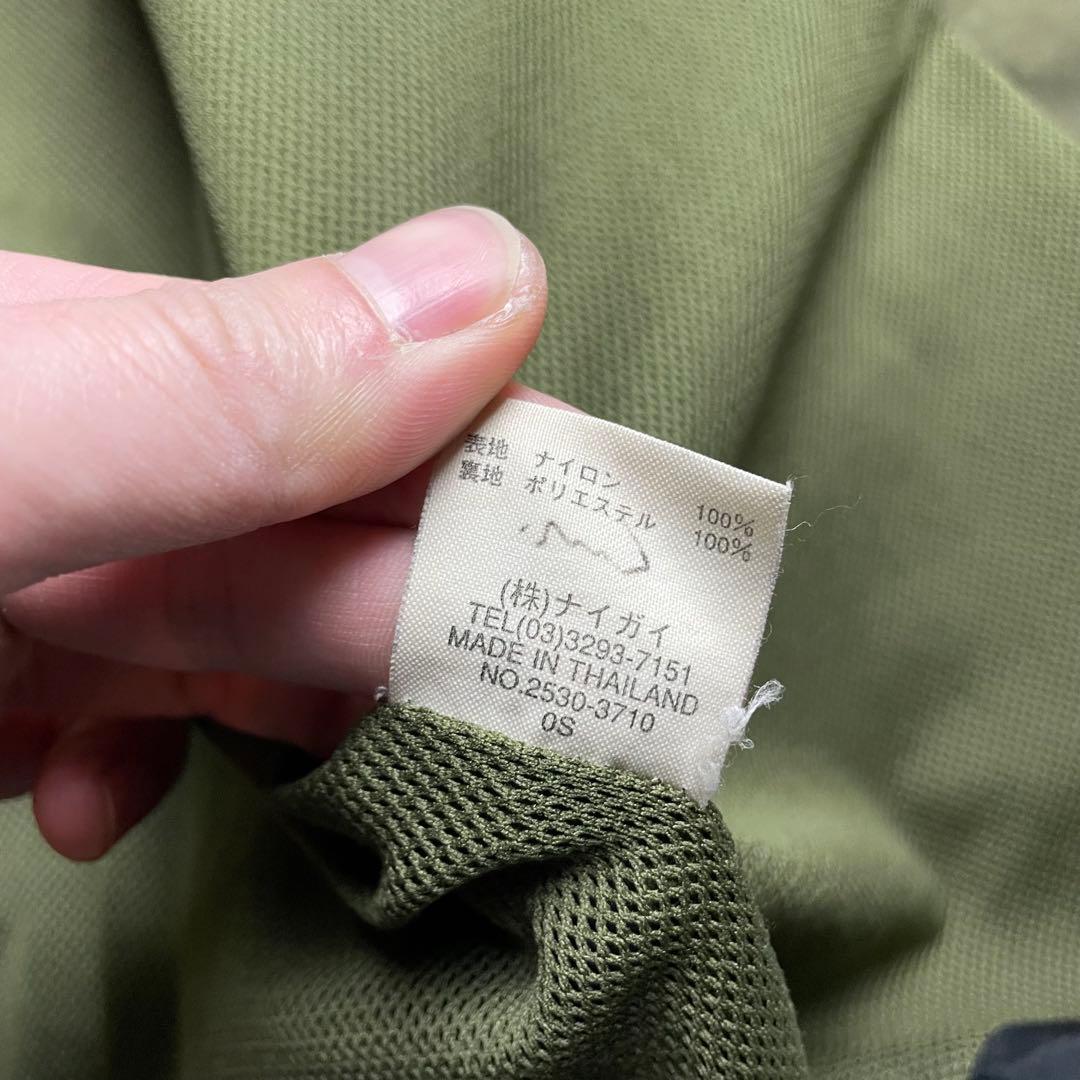 表地 ナイロン 100%
裏地 ポリエステル 100%
(株)ナイガイ
TEL(03)3293-7151
MADE IN THAILAND
NO.2530-3710
0S